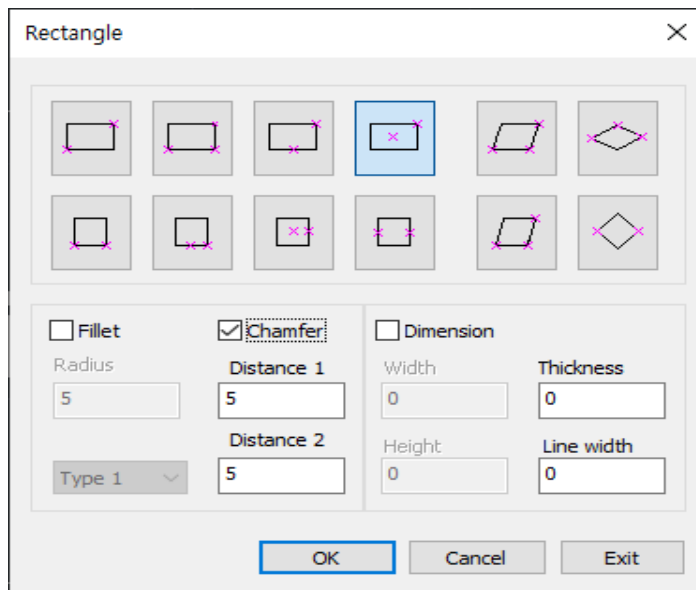 Rectangle
Fillet
Chamfer
Dimension
Radius
Distance 1
Width
Thickness
5
5
0
0
Distance 2
Height
Line width
Type 1
5
0
0
OK
Cancel
Exit